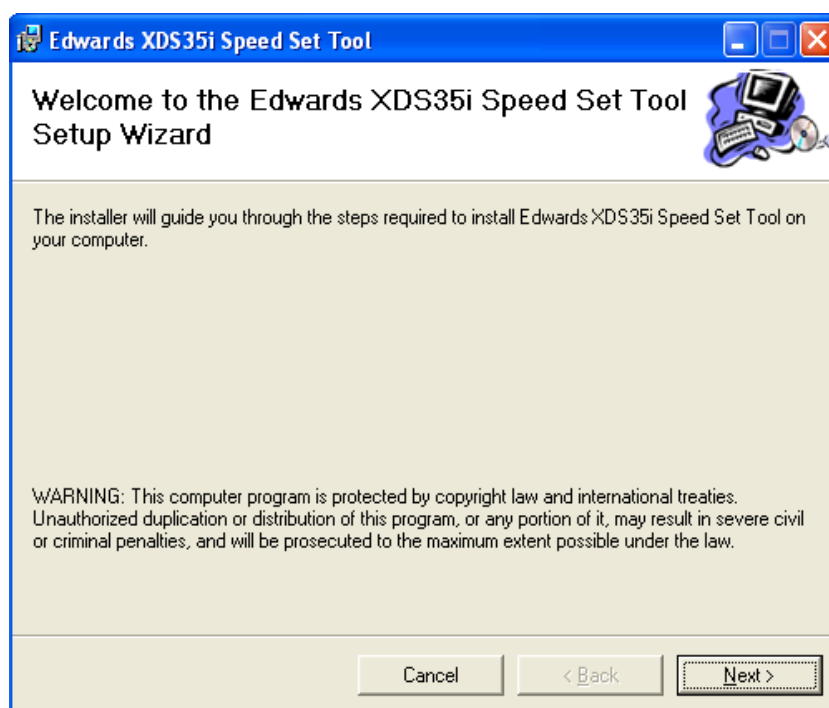 Edwards XDS35i Speed Set Tool
Welcome to the Edwards XDS35i Speed Set Tool
Setup Wizard
The installer will guide you through the steps required to install Edwards XDS35i Speed Set Tool on
your computer.
WARNING: This computer program is protected by copyright law and international treaties.
Unauthorized duplication or distribution of this program, or any portion of it, may result in severe civil
or criminal penalties, and will be prosecuted to the maximum extent possible under the law.
Cancel
< Back
Next >